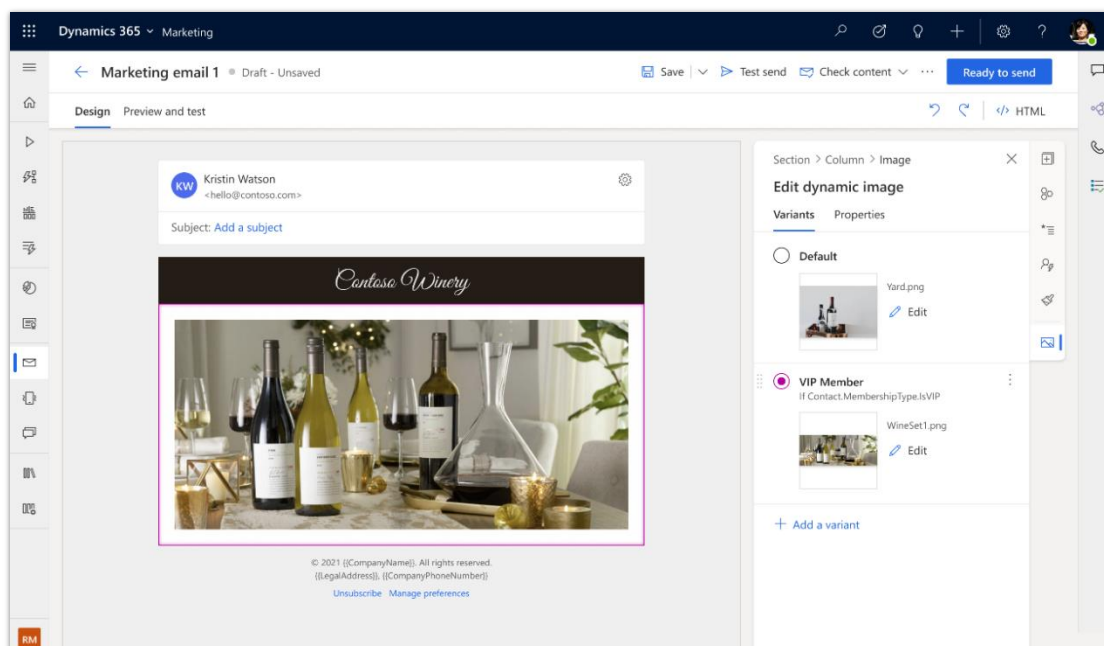 Dynamics 365 Marketing
Marketing email 1 Draft - Unsaved
Save Test send Check content Ready to send
Design Preview and test
</> HTML
KW
Kristin Watson
<hello@contoso.com>
Subject: Add a subject
Contoso Winery
© 2021 {{CompanyName}}. All rights reserved.
{{LegalAddress}}, {{CompanyPhoneNumber}}
Unsubscribe Manage preferences
Section > Column > Image
Edit dynamic image
Variants Properties
Default
Yard.png
Edit
VIP Member
If Contact.MembershipType.IsVIP
WineSet1.png
Edit
+ Add a variant
RM